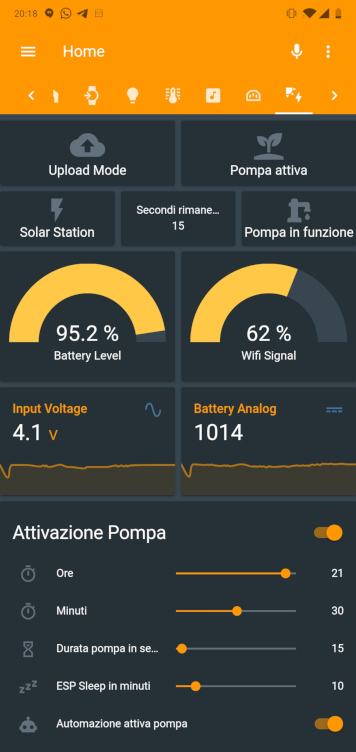 20:18
Home
Upload Mode
Pompa attiva
Solar Station
Secondi rimane...
15
Pompa in funzione
95.2 %
Battery Level
62 %
Wifi Signal
Input Voltage
4.1 V
Battery Analog
1014
Attivazione Pompa
Ore 21
Minuti 30
Durata pompa in se... 15
ESP Sleep in minuti 10
Automazione attiva pompa